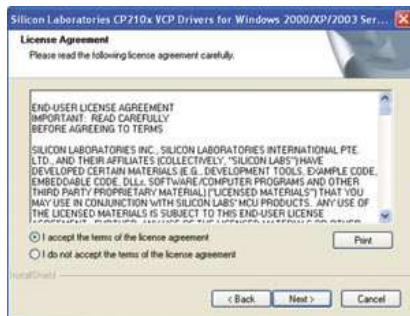 Silicon Laboratories CP210x VCP Drivers for Windows 2000/XP/2003 Ser...
License Agreement
Please read the following license agreement carefully.
END-USER LICENSE AGREEMENT
IMPORTANT: READ CAREFULLY
BEFORE AGREEING TO TERMS
SILICON LABORATORIES INC., SILICON LABORATORIES INTERNATIONAL PTE.
LTD., AND THEIR AFFILIATES (COLLECTIVELY, "SILICON LABS") HAVE
DEVELOPED CERTAIN MATERIALS (E.G., DEVELOPMENT TOOLS, EXAMPLE CODE,
EMBEDDABLE CODE, DLLs, SOFTWARE/COMPUTER PROGRAMS AND OTHER
THIRD PARTY PROPRIETARY MATERIAL) ("LICENSED MATERIALS") THAT YOU
MAY USE IN CONJUNCTION WITH SILICON LABS' MCU PRODUCTS. ANY USE OF
THE LICENSED MATERIALS IS SUBJECT TO THIS END-USER LICENSE
I accept the terms of the license agreement
Print
I do not accept the terms of the license agreement
InstallShield
< Back
Next >
Cancel